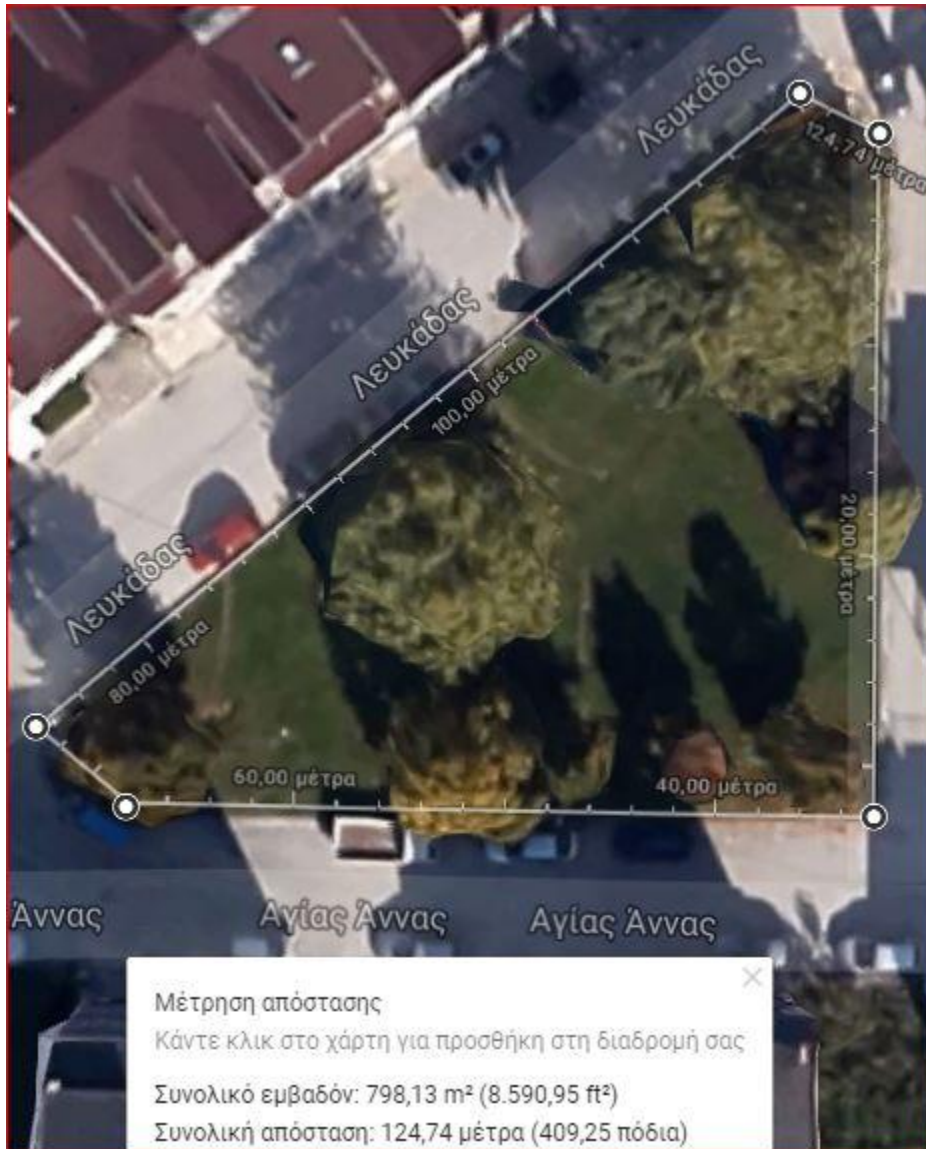 Λευκάδας
124,74 μέτρα
Λευκάδας
100,00 μέτρα
20,00 μέτρα
Λευκάδας
80,00 μέτρα
60,00 μέτρα
40,00 μέτρα
Άννας
Αγίας Άννας
Αγίας Άννας
Μέτρηση απόστασης
Κάντε κλικ στο χάρτη για προσθήκη στη διαδρομή σας
Συνολικό εμβαδόν: 798,13 m² (8.590,95 ft²)
Συνολική απόσταση: 124,74 μέτρα (409,25 πόδια)